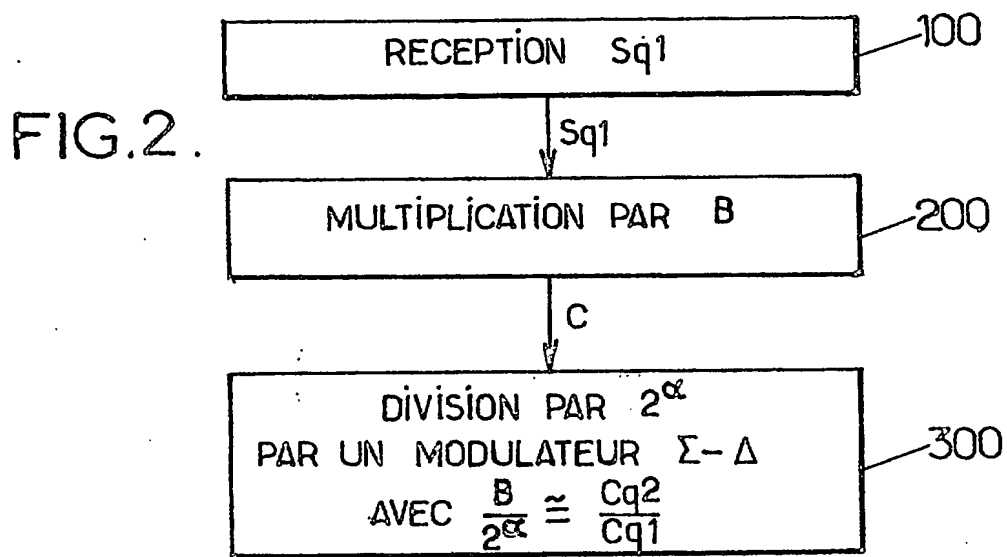 FIG.2.
RECEPTION Sq1
100
Sq1
MULTIPLICATION PAR B
200
C
DIVISION PAR 2^α
PAR UN MODULATEUR Σ-Δ
AVEC B/2^α ≅ Cq2/Cq1
300